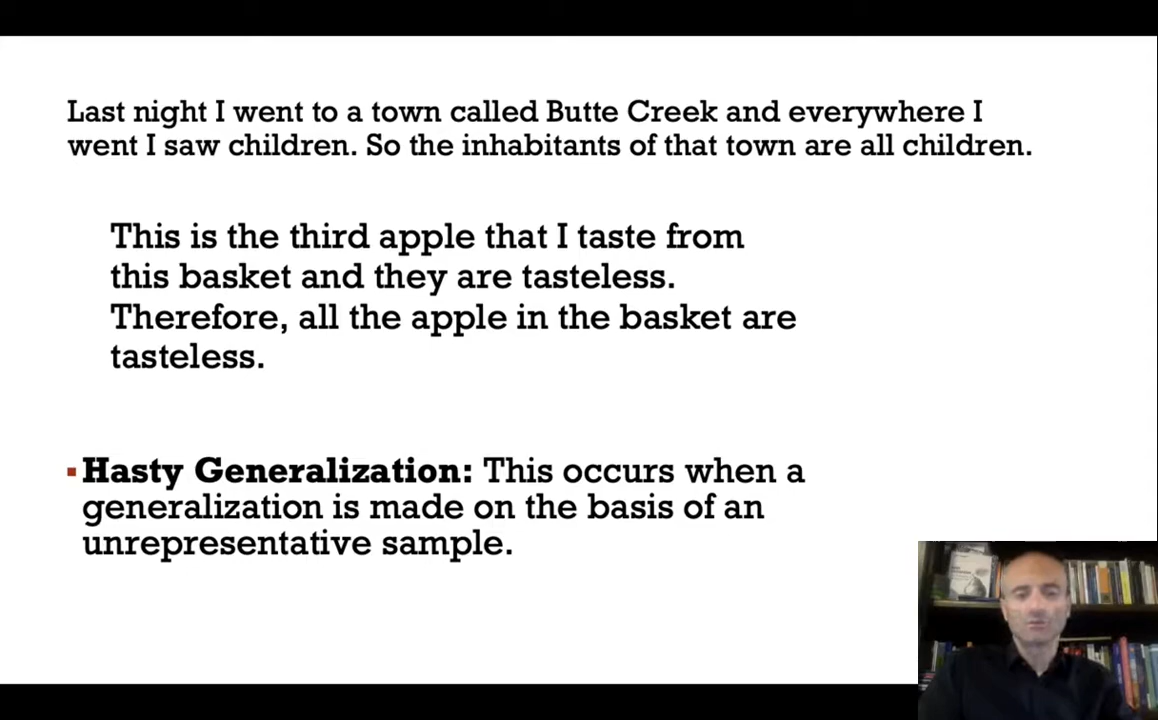 Last night I went to a town called Butte Creek and everywhere I
went I saw children. So the inhabitants of that town are all children.
This is the third apple that I taste from
this basket and they are tasteless.
Therefore, all the apple in the basket are
tasteless.
Hasty Generalization: This occurs when a
generalization is made on the basis of an
unrepresentative sample.